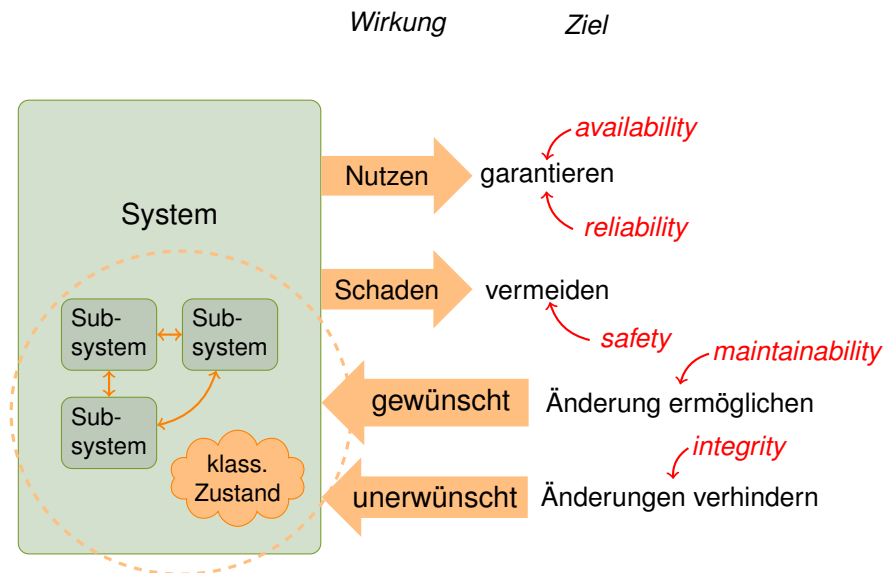 Wirkung Ziel
availability
Nutzen garantieren
System
reliability
Schaden vermeiden
Sub-
system
Sub-
system
safety
maintainability
gewünscht Änderung ermöglichen
Sub-
system
integrity
klass.
Zustand
unerwünscht Änderungen verhindern